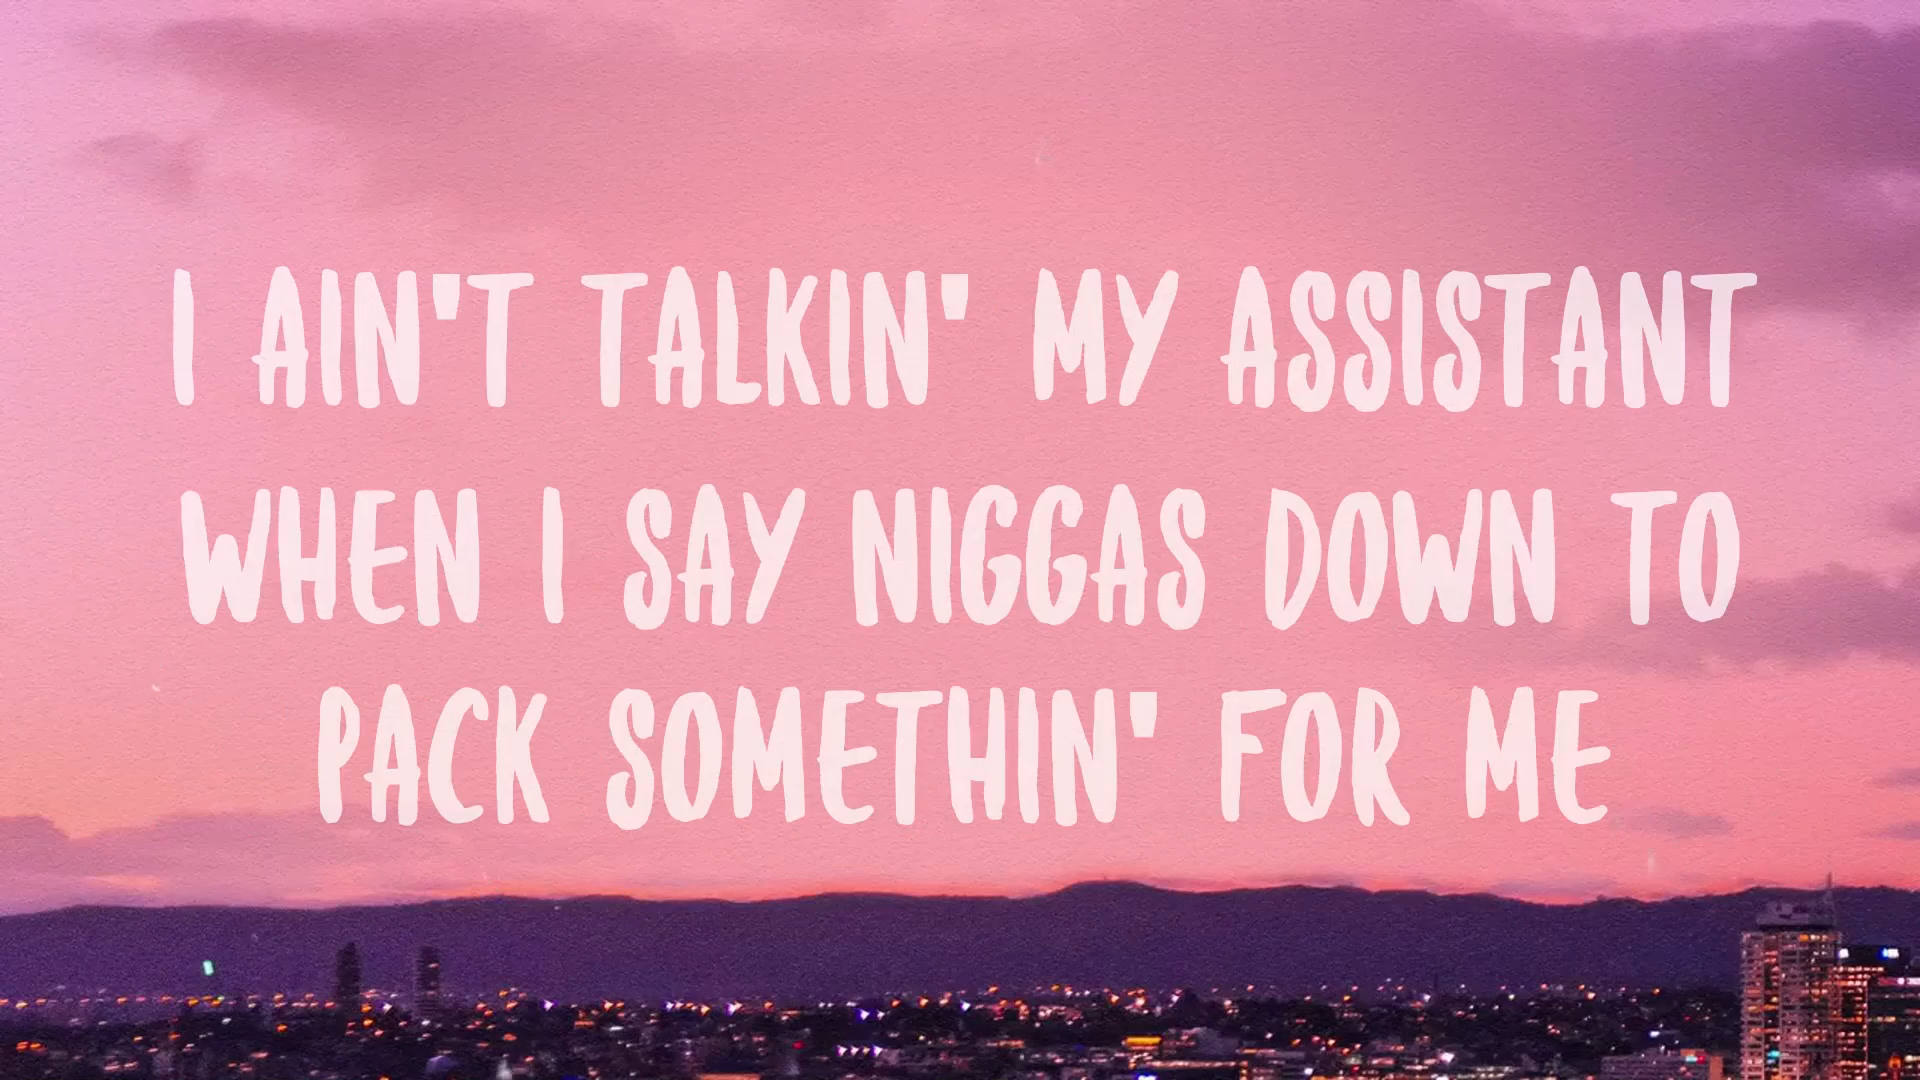 I AIN'T TALKIN' MY ASSISTANT
WHEN I SAY NIGGAS DOWN TO
PACK SOMETHIN' FOR ME